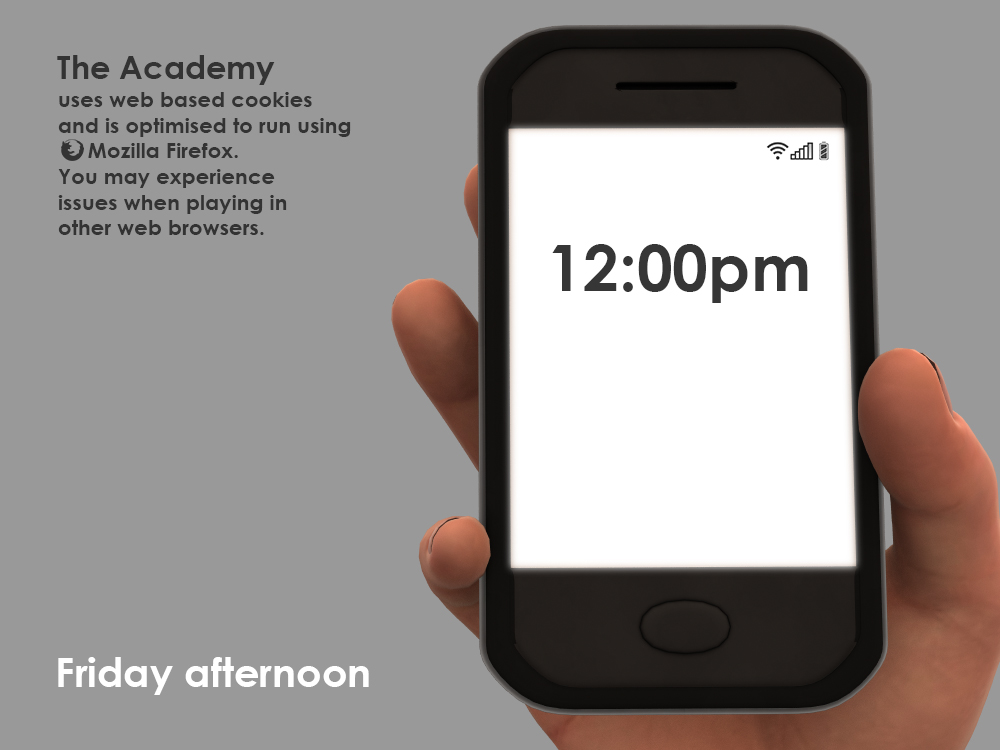 The Academy
uses web based cookies
and is optimised to run using
Mozilla Firefox.
You may experience
issues when playing in
other web browsers.
12:00pm
Friday afternoon